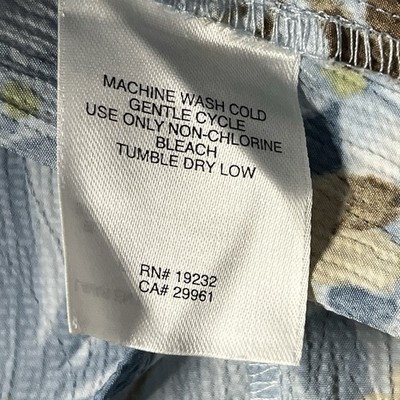 MACHINE WASH COLD
GENTLE CYCLE
USE ONLY NON-CHLORINE
BLEACH
TUMBLE DRY LOW
RN# 19232
CA# 29961